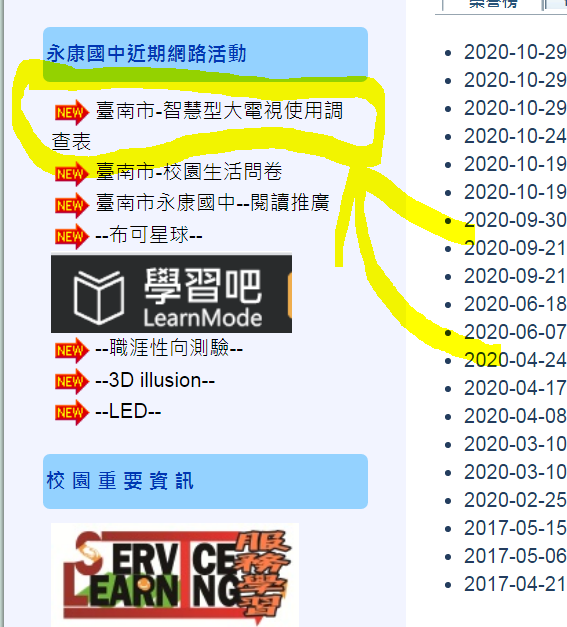 永康國中近期網路活動
NEW 臺南市-智慧型大電視使用調
查表
NEW 臺南市-校園生活問卷
NEW 臺南市永康國中--閱讀推廣
NEW --布可星球--
學習吧
LearnMode
NEW --職涯性向測驗--
NEW --3D illusion--
NEW --LED--
校 園 重 要 資 訊
SERVICE
LEARNING
服務學習
榮譽榜
2020-10-29
2020-10-29
2020-10-29
2020-10-24
2020-10-19
2020-10-19
2020-09-30
2020-09-21
2020-09-21
2020-06-18
2020-06-07
2020-04-24
2020-04-17
2020-04-08
2020-03-10
2020-03-10
2020-02-25
2017-05-15
2017-05-06
2017-04-21